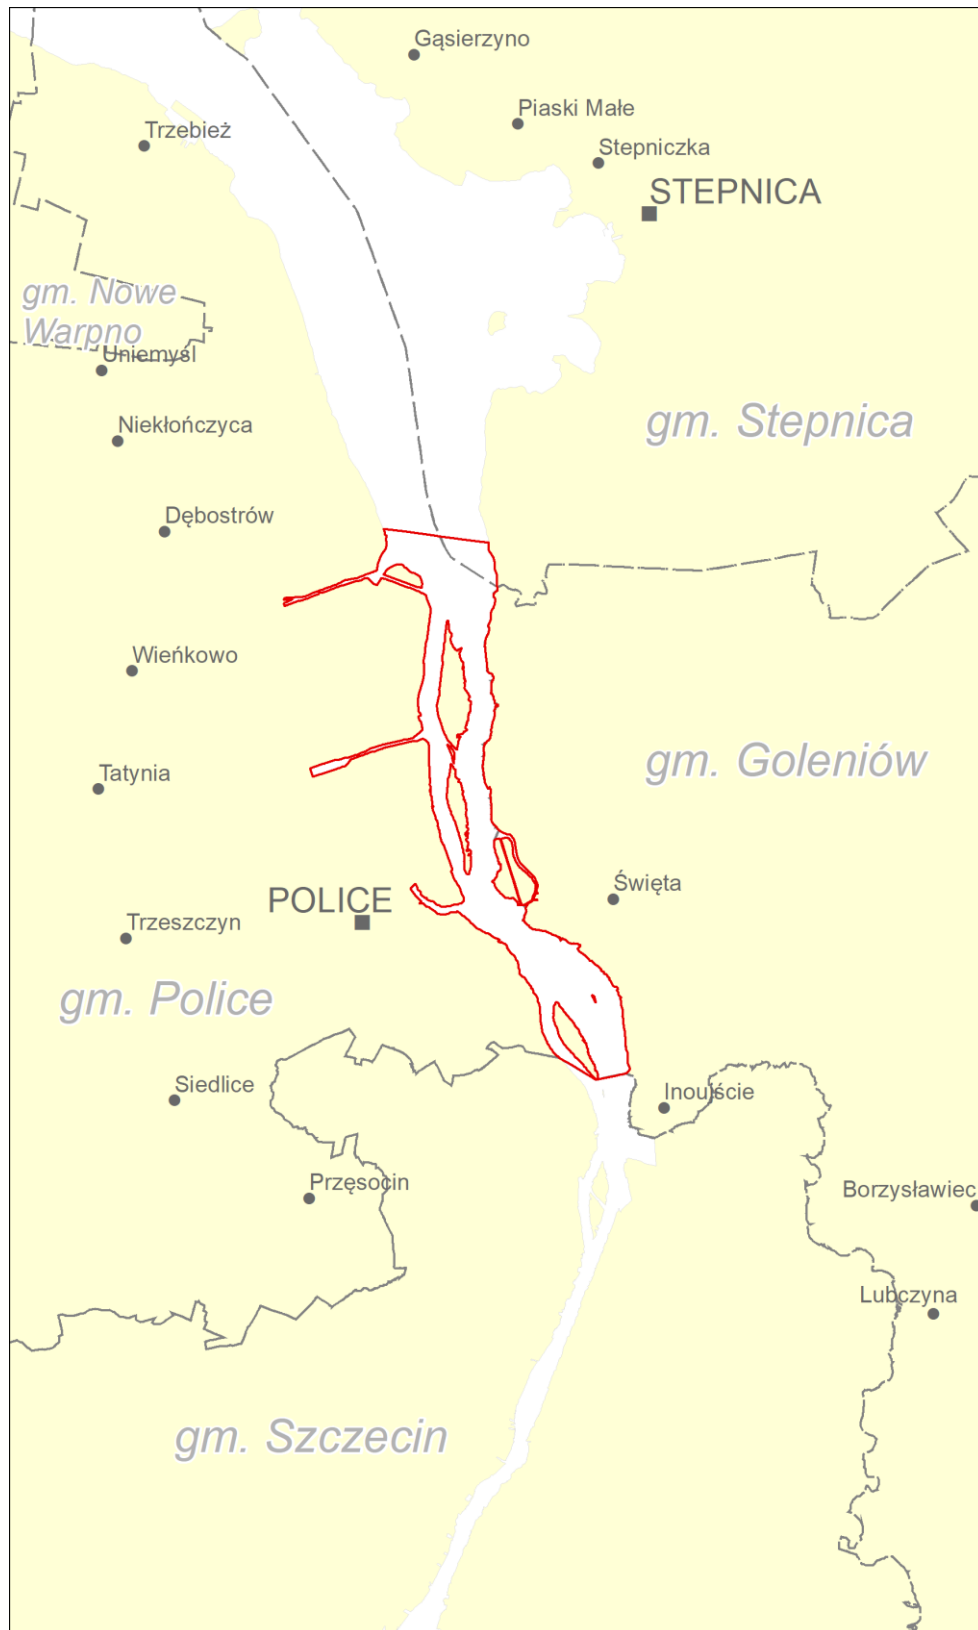 Gąsierzyno
Piaski Małe
Trzebież
Stepniczka
STEPNICA
gm. Nowe
Warpno
Uniemyśl
Niekłończyca
gm. Stepnica
Dębostrów
Wieńkowo
gm. Goleniów
Tatynia
Święta
POLICE
Trzeszczyn
gm. Police
Siedlice
Inoujście
Przęsocin
Borzysławiec
Lubczyna
gm. Szczecin